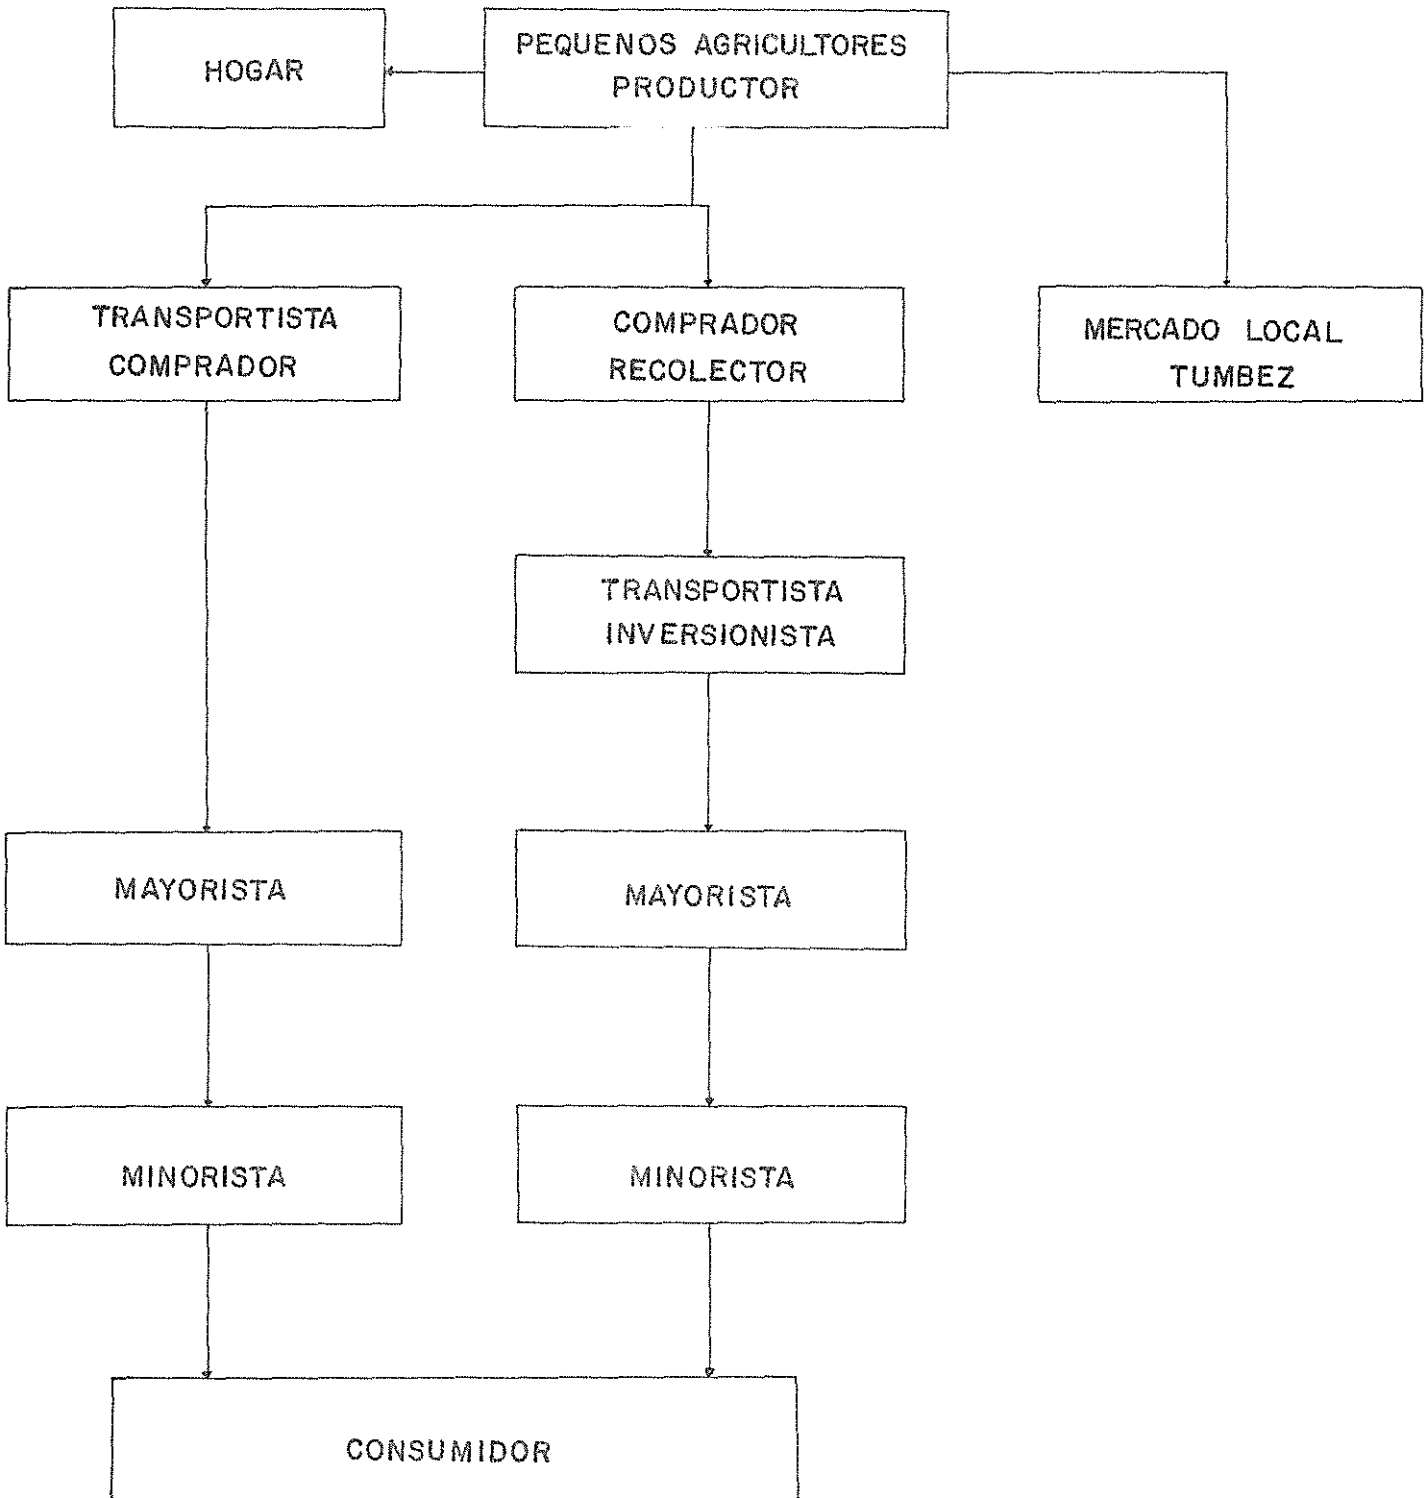 HOGAR
PEQUENOS AGRICULTORES
PRODUCTOR
TRANSPORTISTA
COMPRADOR
COMPRADOR
RECOLECTOR
MERCADO LOCAL
TUMBEZ
TRANSPORTISTA
INVERSIONISTA
MAYORISTA
MAYORISTA
MINORISTA
MINORISTA
CONSUMIDOR